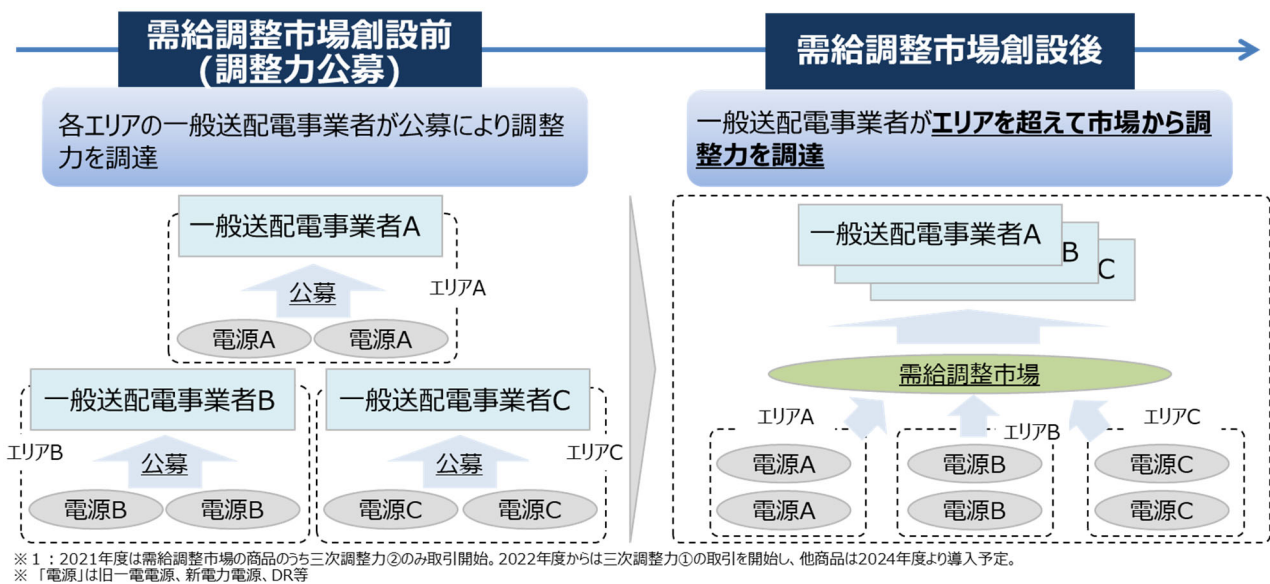 需給調整市場創設前
(調整力公募)
各エリアの一般送配電事業者が公募により調整
力を調達
一般送配電事業者A
公募
エリアA
電源A
電源A
一般送配電事業者B
エリアB
公募
電源B
電源B
一般送配電事業者C
エリアC
公募
電源C
電源C
需給調整市場創設後
一般送配電事業者がエリアを超えて市場から調
整力を調達
一般送配電事業者A
B
C
需給調整市場
エリアA
電源A
電源A
エリアB
電源B
電源B
エリアC
電源C
電源C
※1：2021年度は需給調整市場の商品のうち三次調整力②のみ取引開始。2022年度からは三次調整力①の取引を開始し、他商品は2024年度より導入予定。
※ 「電源」は旧一電電源、新電力電源、DR等